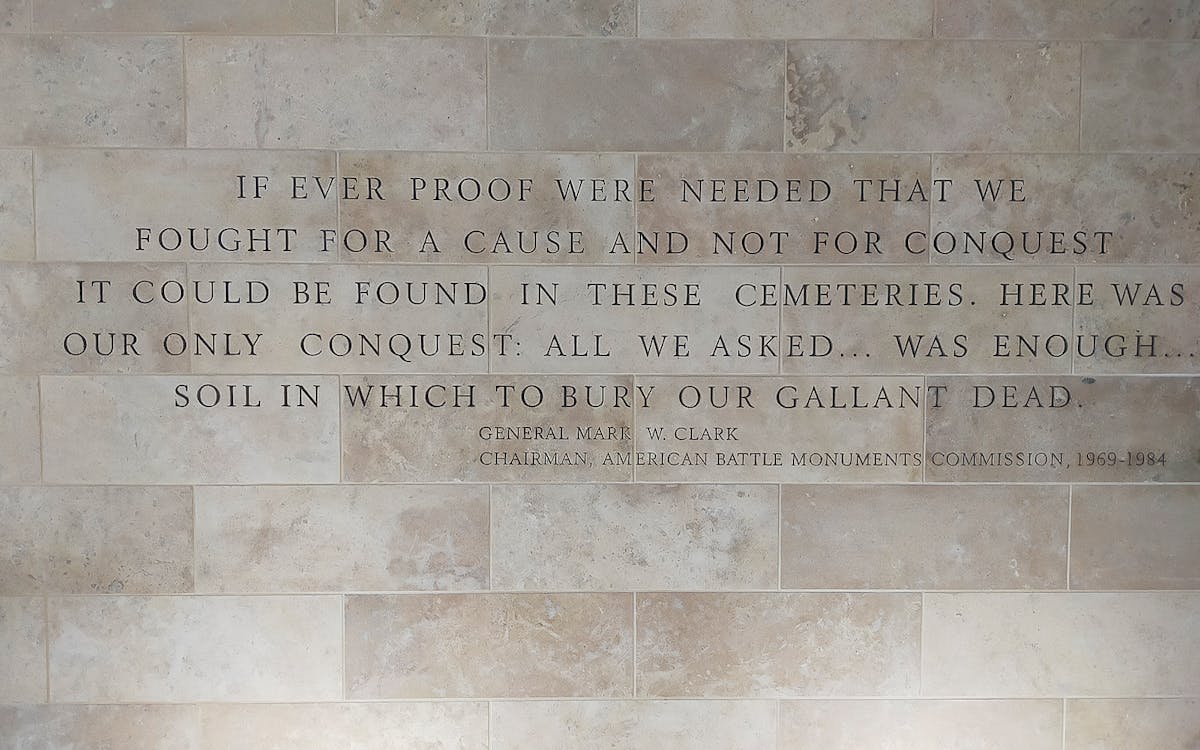 IF EVER PROOF WERE NEEDED THAT WE
FOUGHT FOR A CAUSE AND NOT FOR CONQUEST
IT COULD BE FOUND IN THESE CEMETERIES. HERE WAS
OUR ONLY CONQUEST: ALL WE ASKED... WAS ENOUGH...
SOIL IN WHICH TO BURY OUR GALLANT DEAD.
GENERAL MARK W. CLARK
CHAIRMAN, AMERICAN BATTLE MONUMENTS COMMISSION, 1969-1984